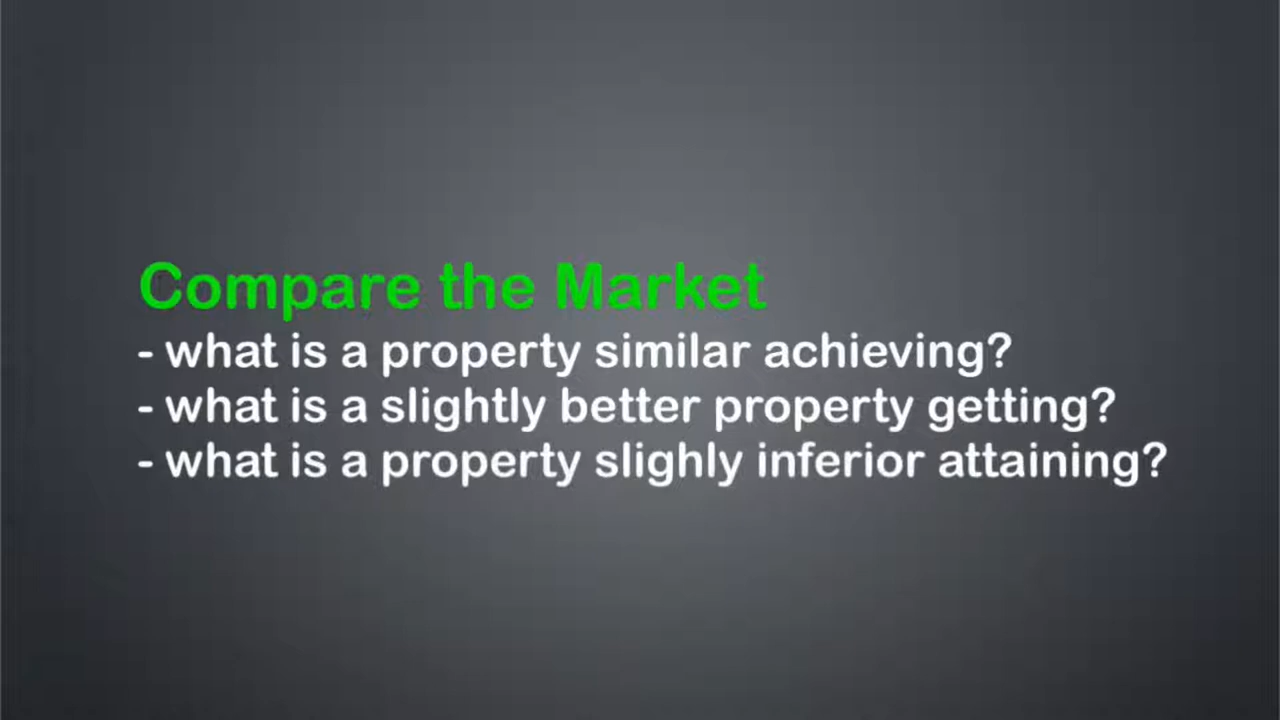 Compare the Market
- what is a property similar achieving?
- what is a slightly better property getting?
- what is a property slighly inferior attaining?